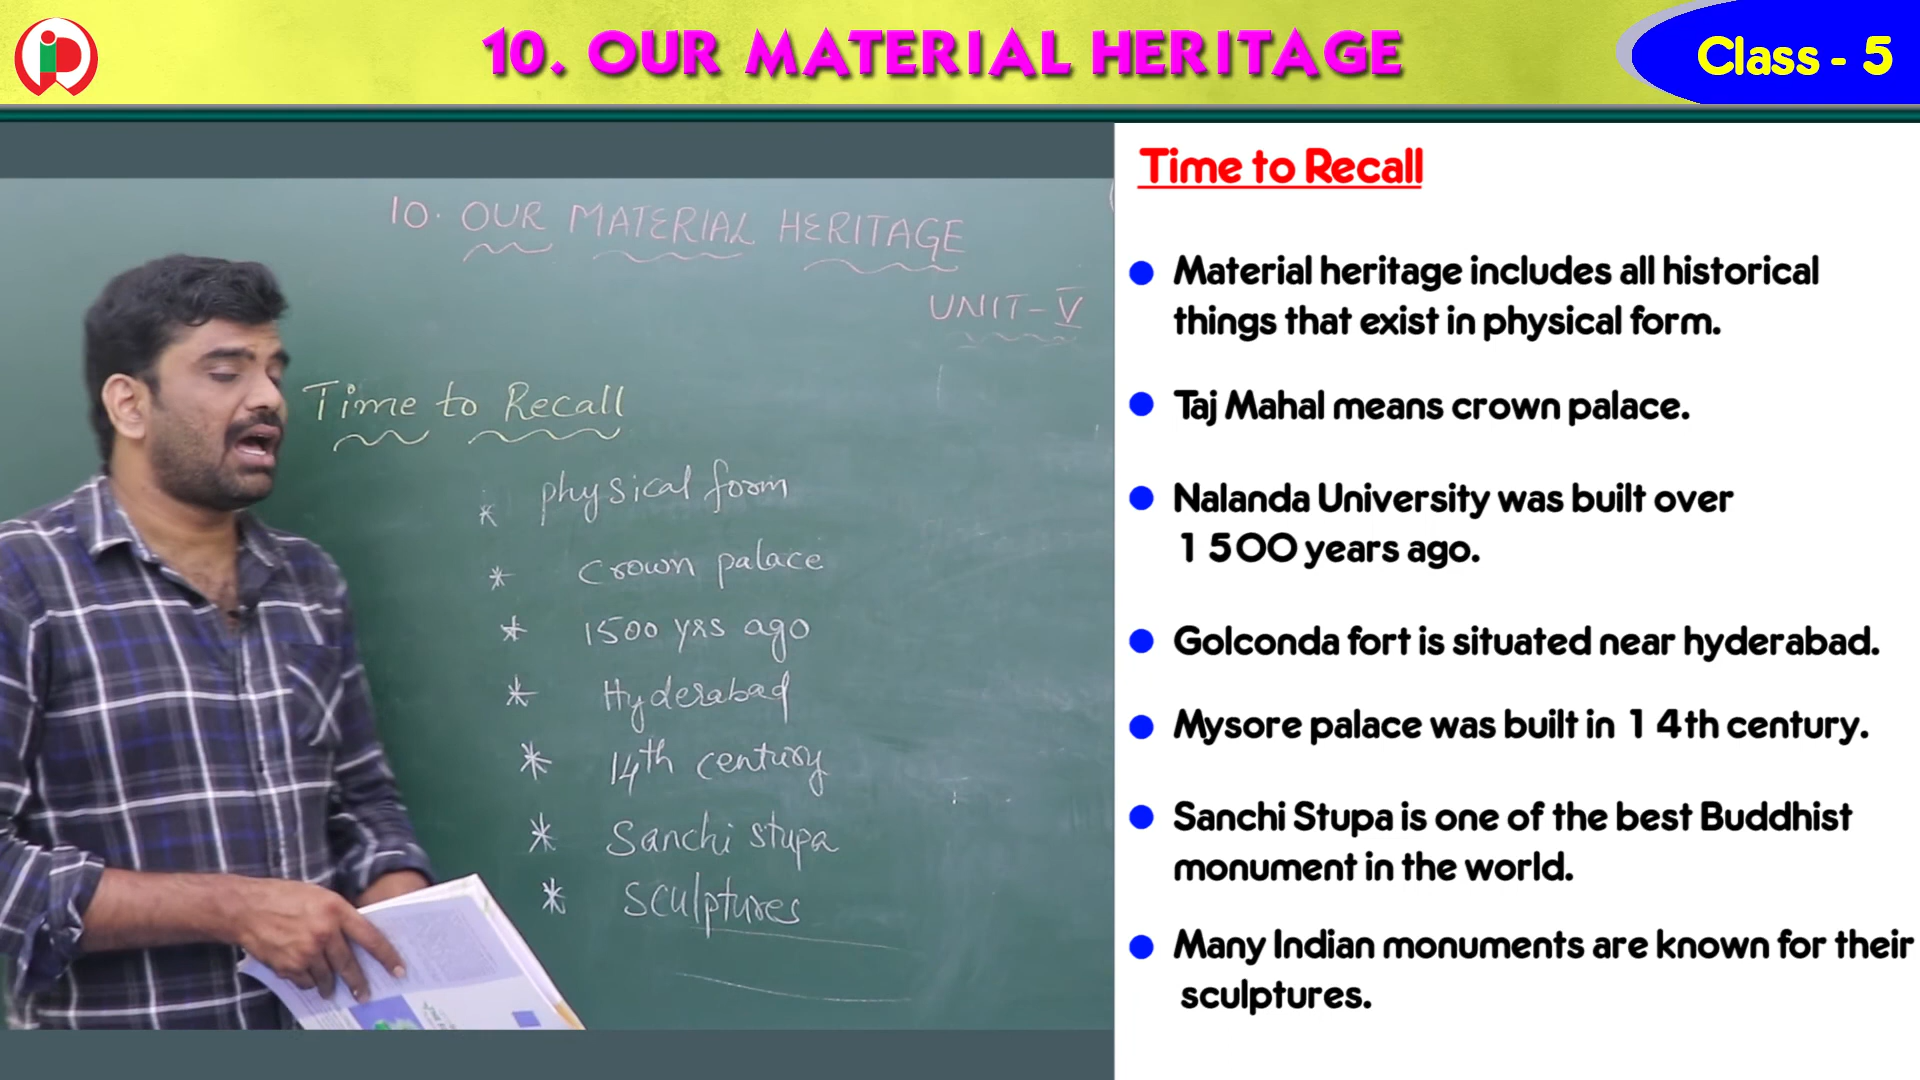 10. OUR MATERIAL HERITAGE
Class - 5
10. OUR MATERIAL HERITAGE
UNIT-V
Time to Recall
* physical form
* Crown palace
* 1500 yrs ago
* Hyderabad
* 14th century
* Sanchi stupa
* Sculptures
Time to Recall
Material heritage includes all historical
things that exist in physical form.
Taj Mahal means crown palace.
Nalanda University was built over
1500 years ago.
Golconda fort is situated near hyderabad.
Mysore palace was built in 14th century.
Sanchi Stupa is one of the best Buddhist
monument in the world.
Many Indian monuments are known for their
sculptures.